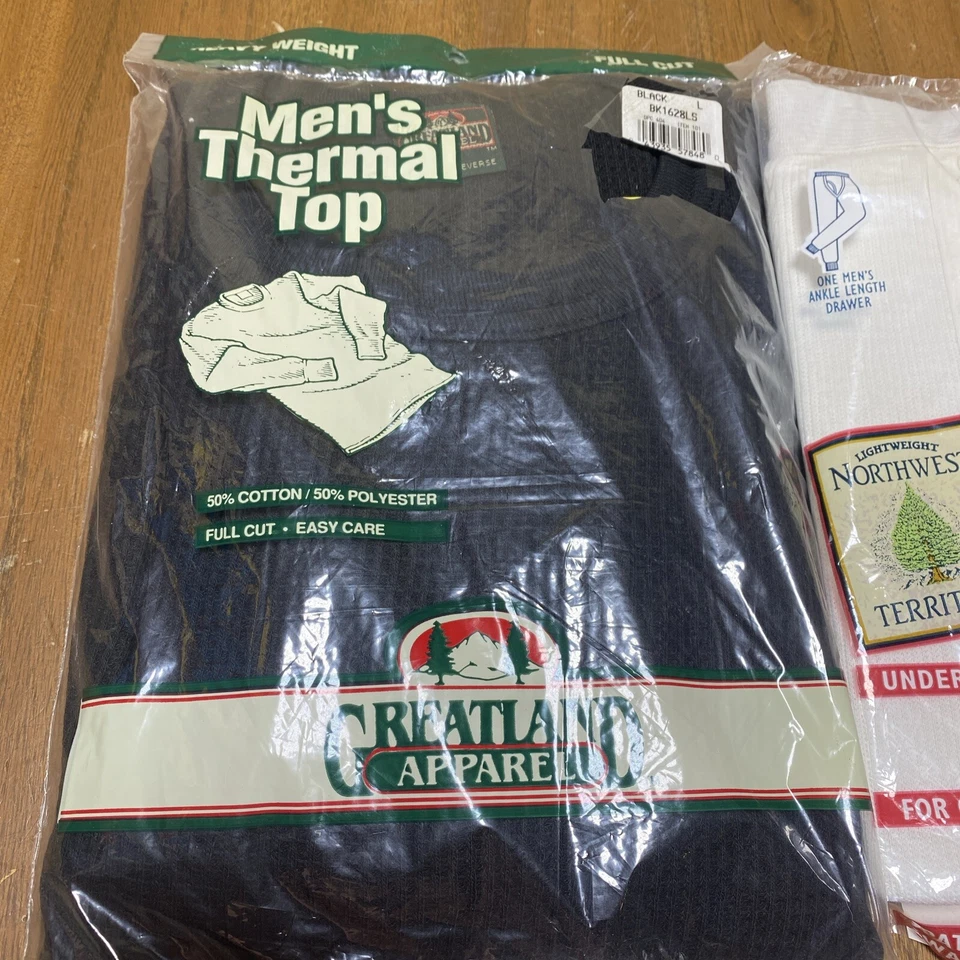 HEAVY WEIGHT
FULL CUT
Men's
Thermal
Top
BLACK L
BK1628LS
50% COTTON / 50% POLYESTER
FULL CUT • EASY CARE
GREATLAND
APPAREL
ONE MEN'S
ANKLE LENGTH
DRAWER
LIGHTWEIGHT
NORTHWEST
TERRIT
UNDER
FOR